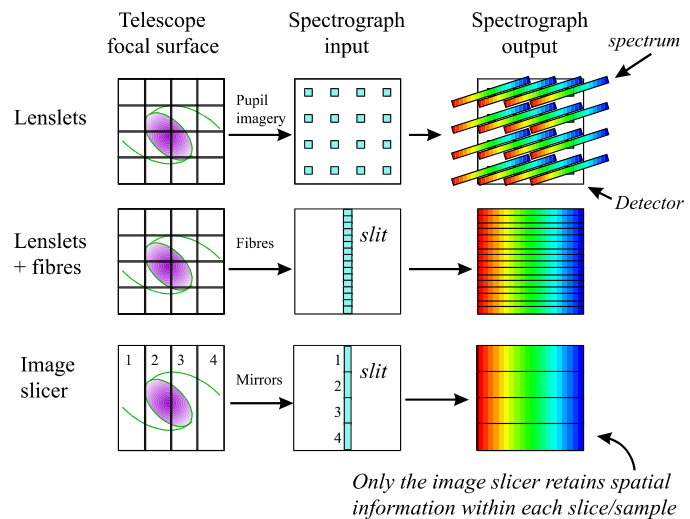 Telescope
focal surface
Spectrograph
input
Spectrograph
output
spectrum
Lenslets
Pupil
imagery
Detector
Lenslets
+ fibres
Fibres
slit
Image
slicer
1 2 3 4
Mirrors
1
2
3
4
slit
Only the image slicer retains spatial
information within each slice/sample